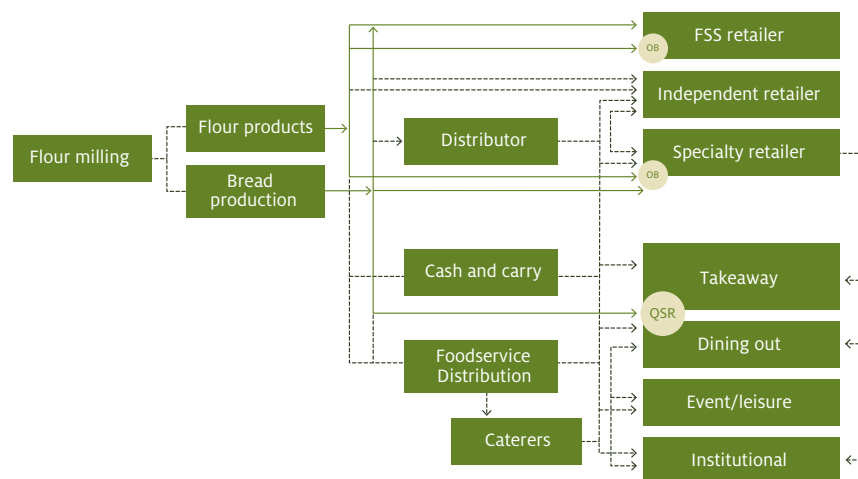 FSS retailer
OB
Independent retailer
Flour products
Distributor
Flour milling
Specialty retailer
OB
Bread
production
Cash and carry
Takeaway
QSR
Dining out
Foodservice
Distribution
Event/leisure
Caterers
Institutional